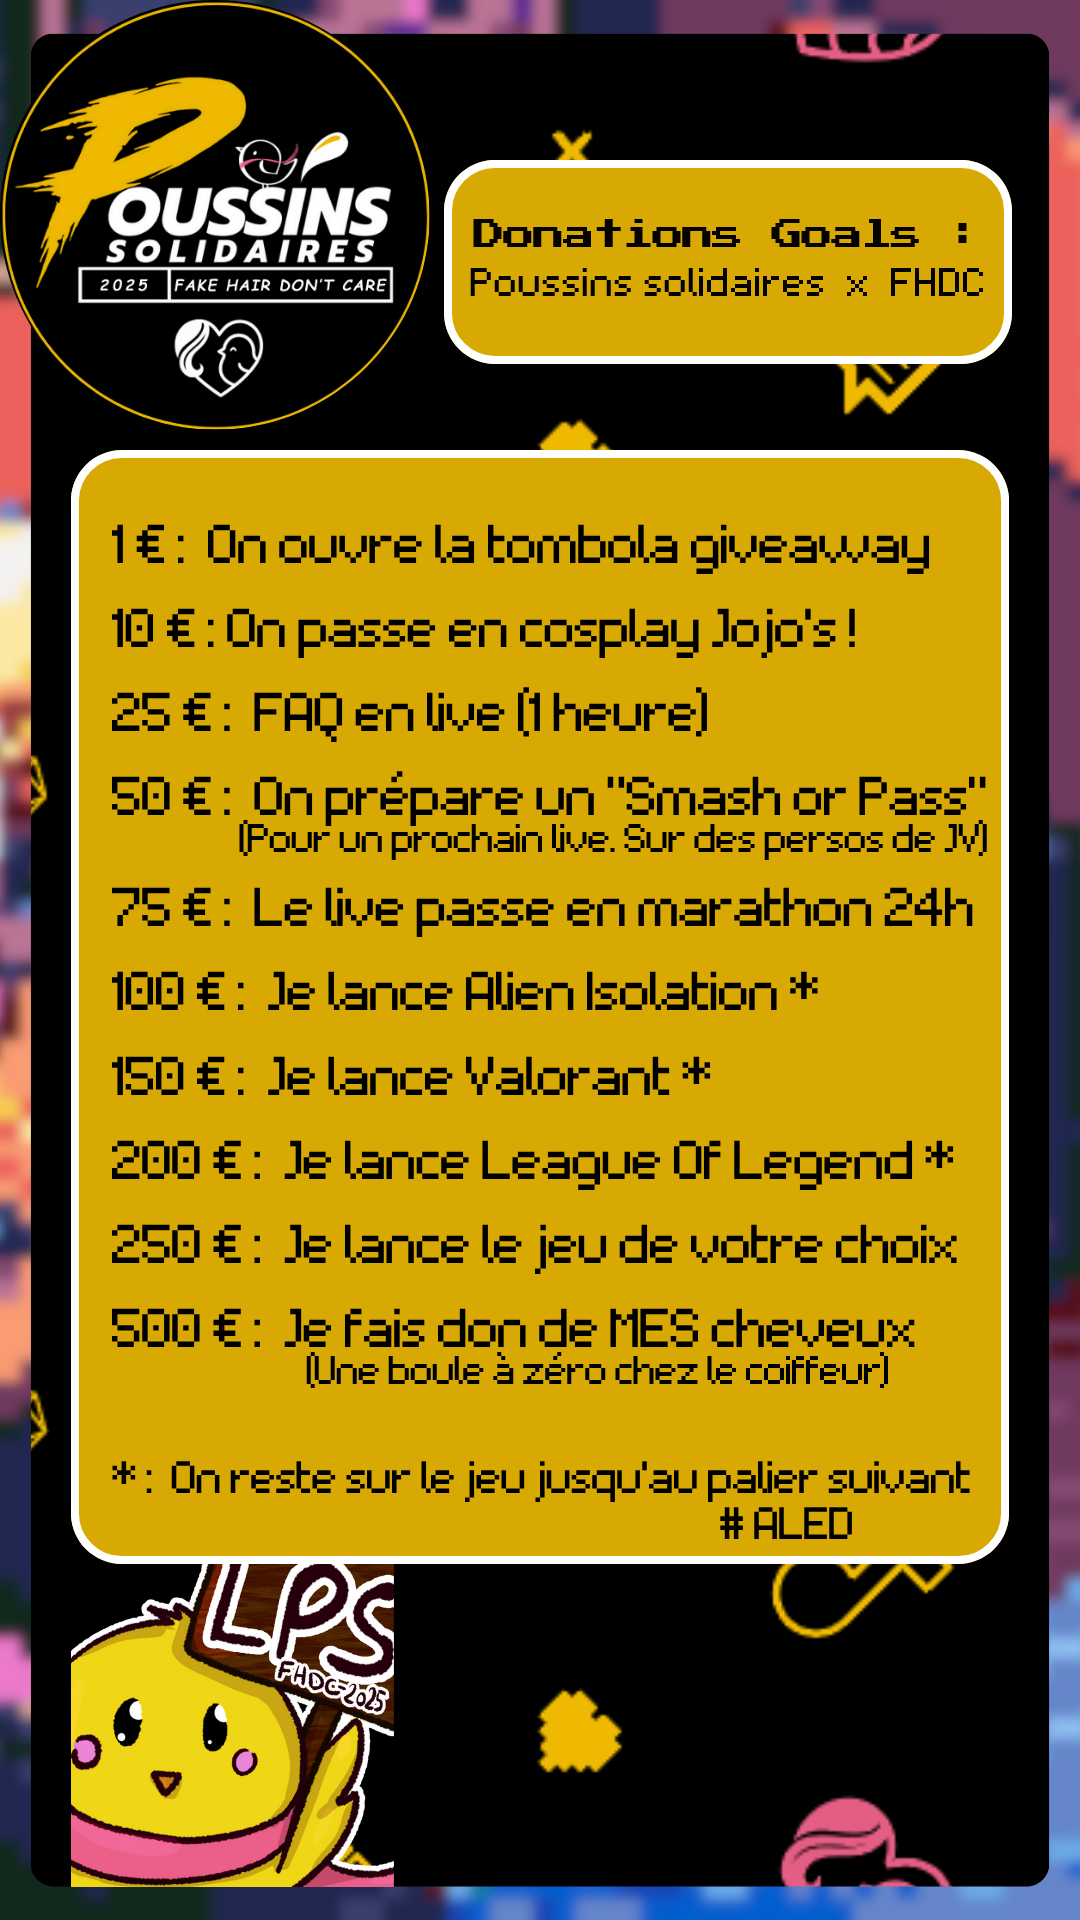 POUSSINS
SOLIDAIRES
2025 FAKE HAIR DON'T CARE
Donations Goals :
Poussins solidaires x FHDC
1 € : On ouvre la tombola giveaway
10 € : On passe en cosplay Jojo's !
25 € : FAQ en live (1 heure)
50 € : On prépare un "Smash or Pass"
(Pour un prochain live. Sur des persos de JV)
75 € : Le live passe en marathon 24h
100 € : Je lance Alien Isolation *
150 € : Je lance Valorant *
200 € : Je lance League Of Legend *
250 € : Je lance le jeu de votre choix
500 € : Je fais don de MES cheveux
(Une boule à zéro chez le coiffeur)
* : On reste sur le jeu jusqu'au palier suivant
# ALED
LPS
FHDC-2025